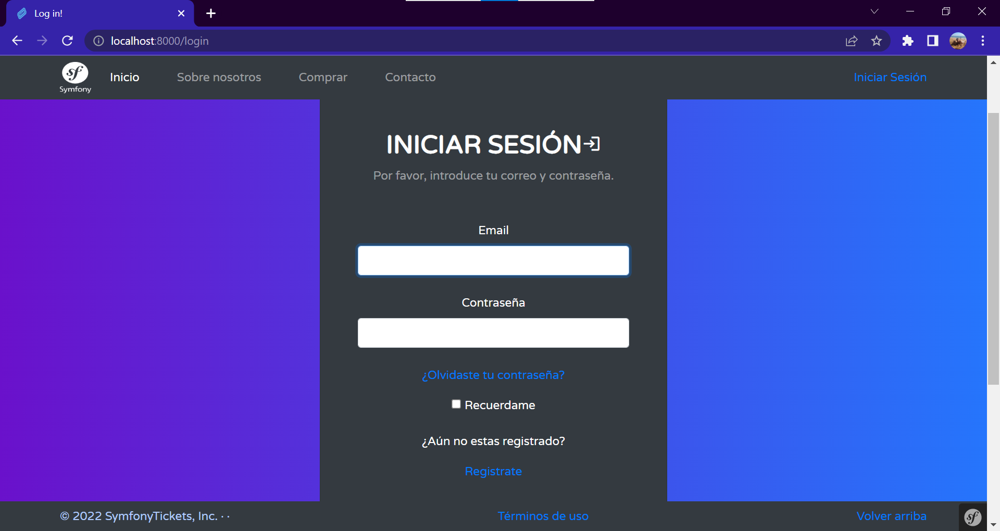 Log in!
localhost:8000/login
sf
Symfony
Inicio
Sobre nosotros
Comprar
Contacto
Iniciar Sesión
INICIAR SESIÓN
Por favor, introduce tu correo y contraseña.
Email
Contraseña
¿Olvidaste tu contraseña?
Recuerdame
¿Aún no estas registrado?
Registrate
© 2022 SymfonyTickets, Inc. · ·
Términos de uso
Volver arriba
sf